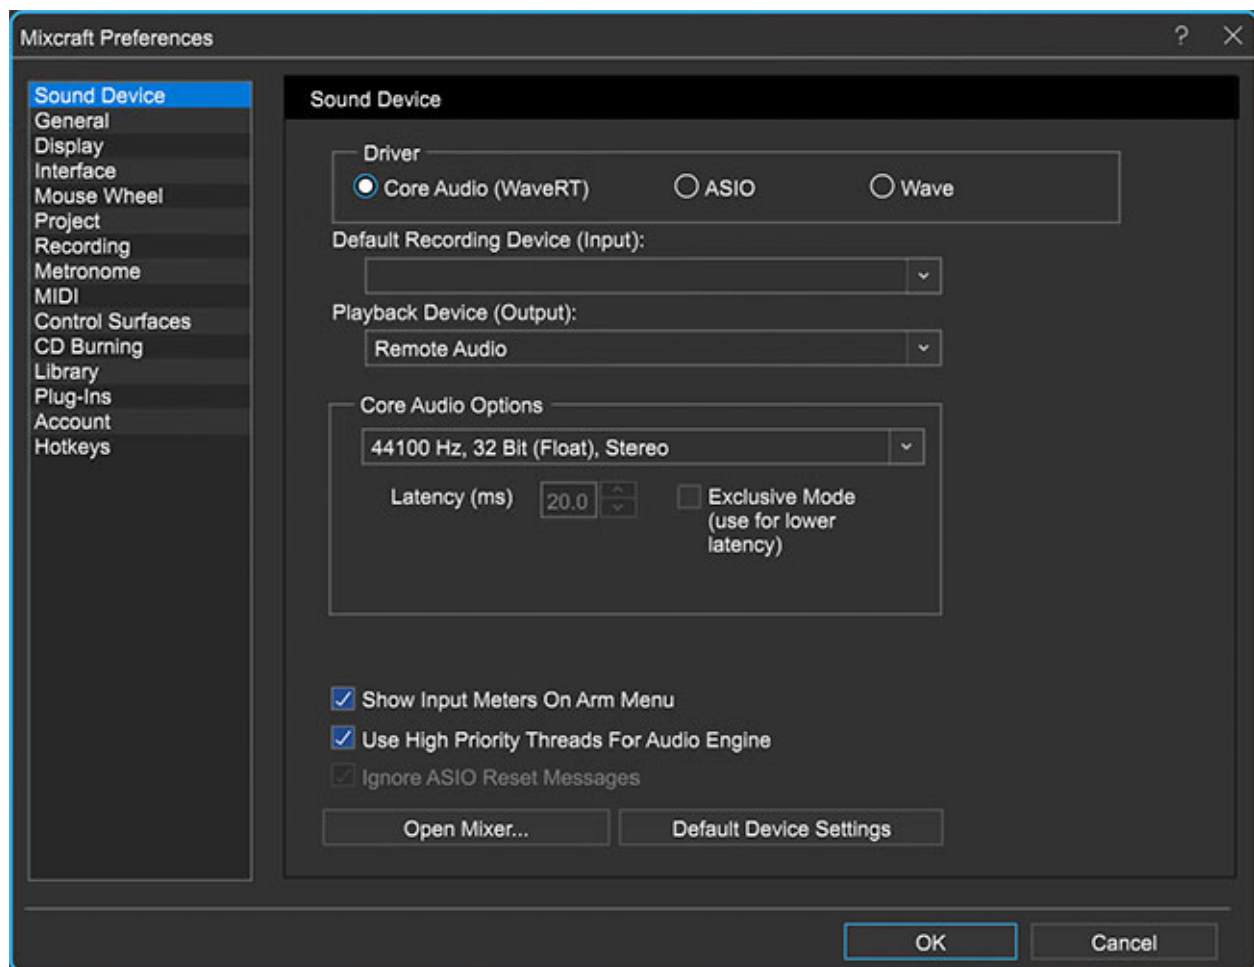 Mixcraft Preferences
?
Sound Device
General
Display
Interface
Mouse Wheel
Project
Recording
Metronome
MIDI
Control Surfaces
CD Burning
Library
Plug-Ins
Account
Hotkeys
Sound Device
Driver
Core Audio (WaveRT) ASIO Wave
Default Recording Device (Input):
Playback Device (Output):
Remote Audio
Core Audio Options
44100 Hz, 32 Bit (Float), Stereo
Latency (ms) 20.0 Exclusive Mode
(use for lower
latency)
Show Input Meters On Arm Menu
Use High Priority Threads For Audio Engine
Ignore ASIO Reset Messages
Open Mixer... Default Device Settings
OK Cancel